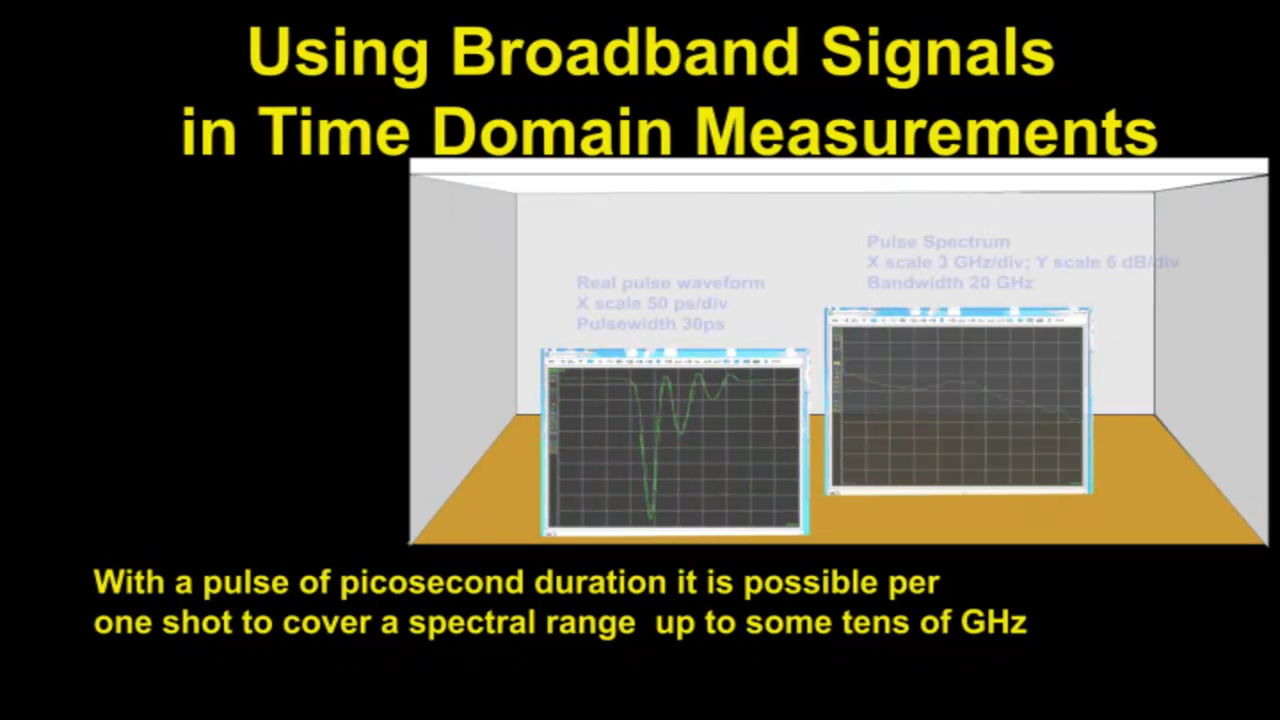 Using Broadband Signals
in Time Domain Measurements
Pulse Spectrum
X scale 3 GHz/div; Y scale 6 dB/div
Bandwidth 20 GHz
Real pulse waveform
X scale 50 ps/div
Pulsewidth 30ps
With a pulse of picosecond duration it is possible per
one shot to cover a spectral range up to some tens of GHz